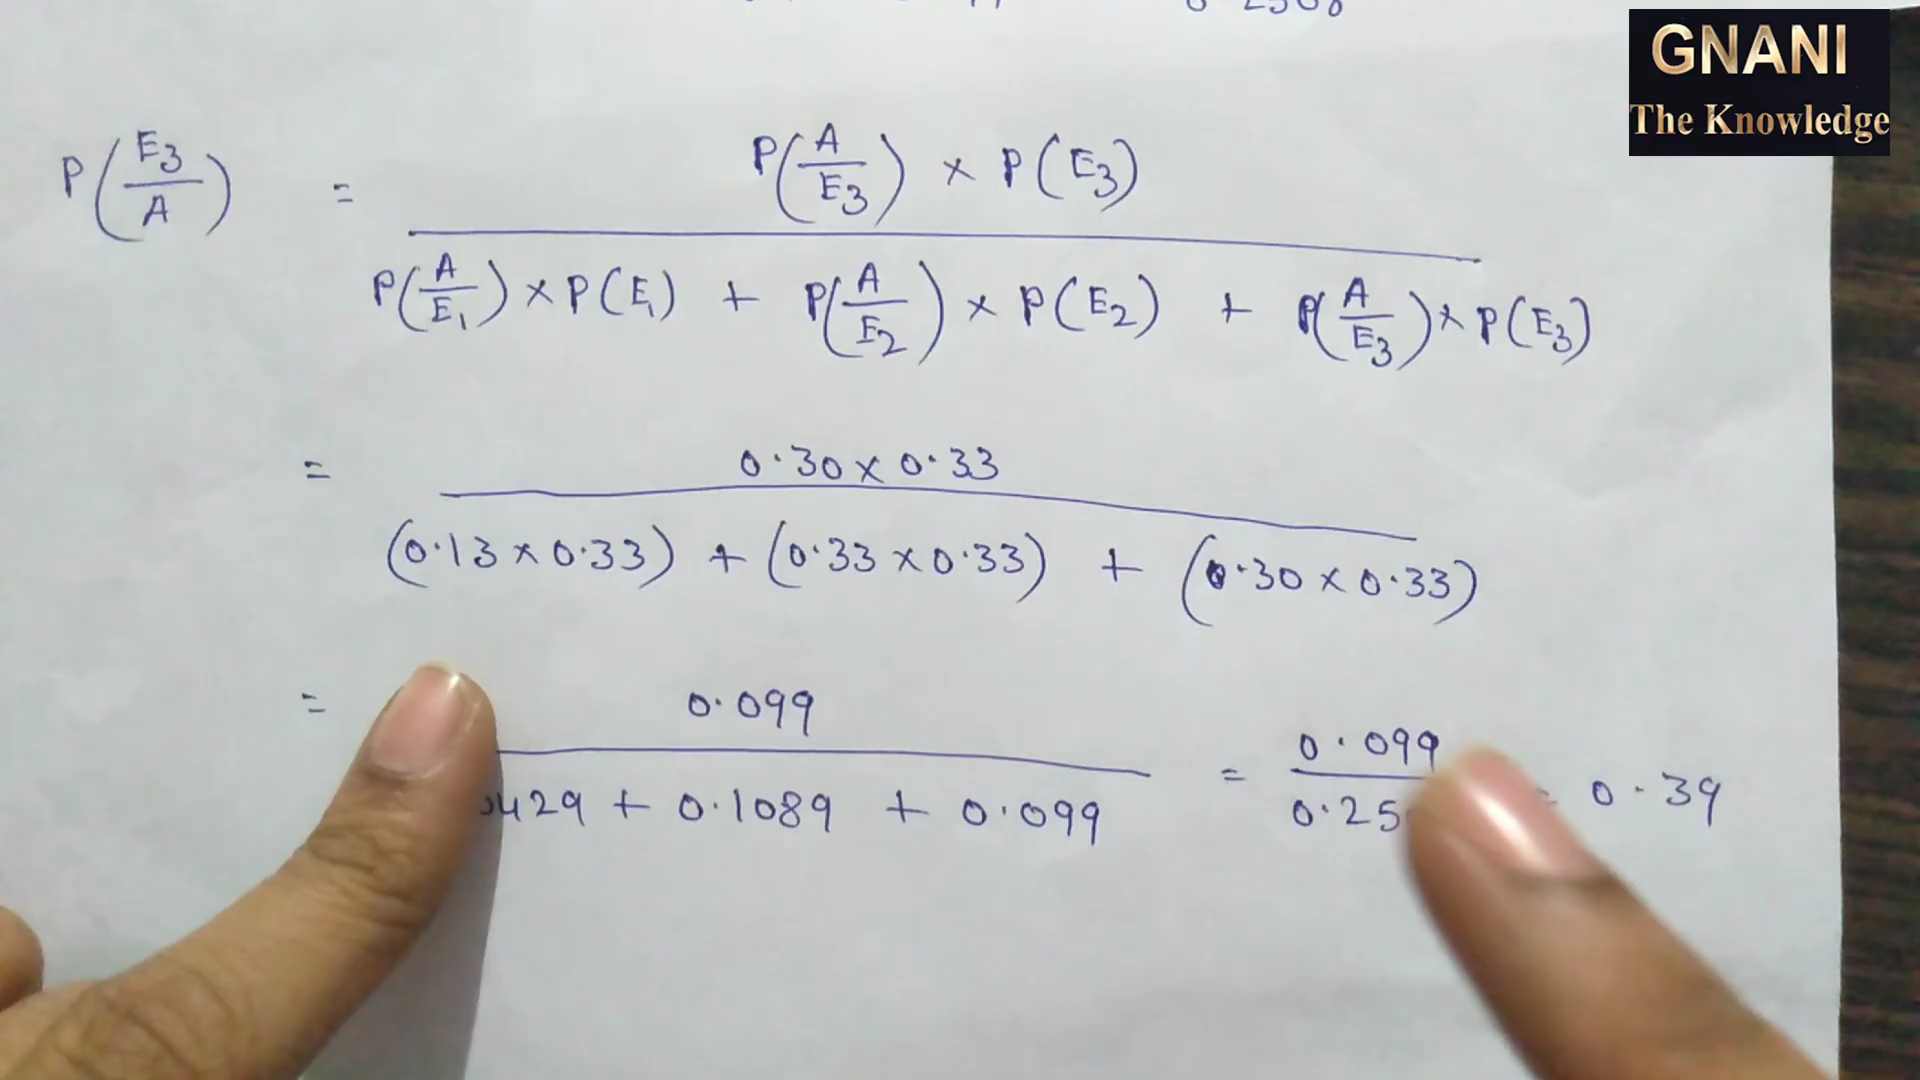 GNANI
The Knowledge
P(E3/A) = P(A/E3) × P(E3)
P(A/E1) × P(E1) + P(A/E2) × P(E2) + P(A/E3) × P(E3)
= 0.30 × 0.33
(0.13 × 0.33) + (0.33 × 0.33) + (0.30 × 0.33)
= 0.099 = 0.099 = 0.39
429 + 0.1089 + 0.099 0.25